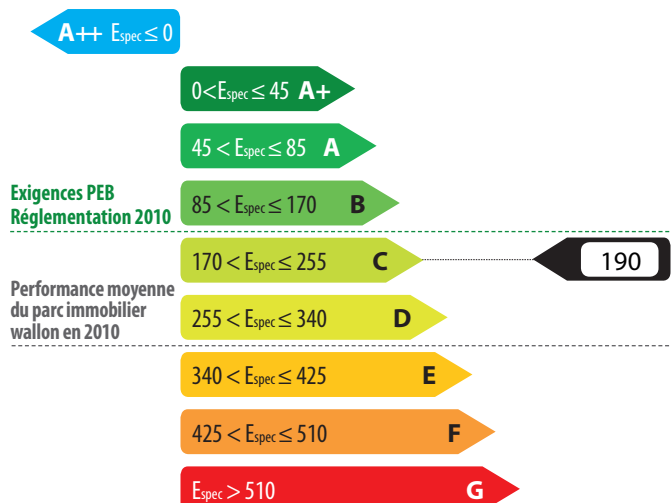 A++ Espec ≤ 0
0<Espec ≤ 45 A+
45 < Espec ≤ 85 A
Exigences PEB
Réglementation 2010
85 < Espec ≤ 170 B
170 < Espec ≤ 255 C
190
Performance moyenne
du parc immobilier
wallon en 2010
255 < Espec ≤ 340 D
340 < Espec ≤ 425 E
425 < Espec ≤ 510 F
Espec > 510 G